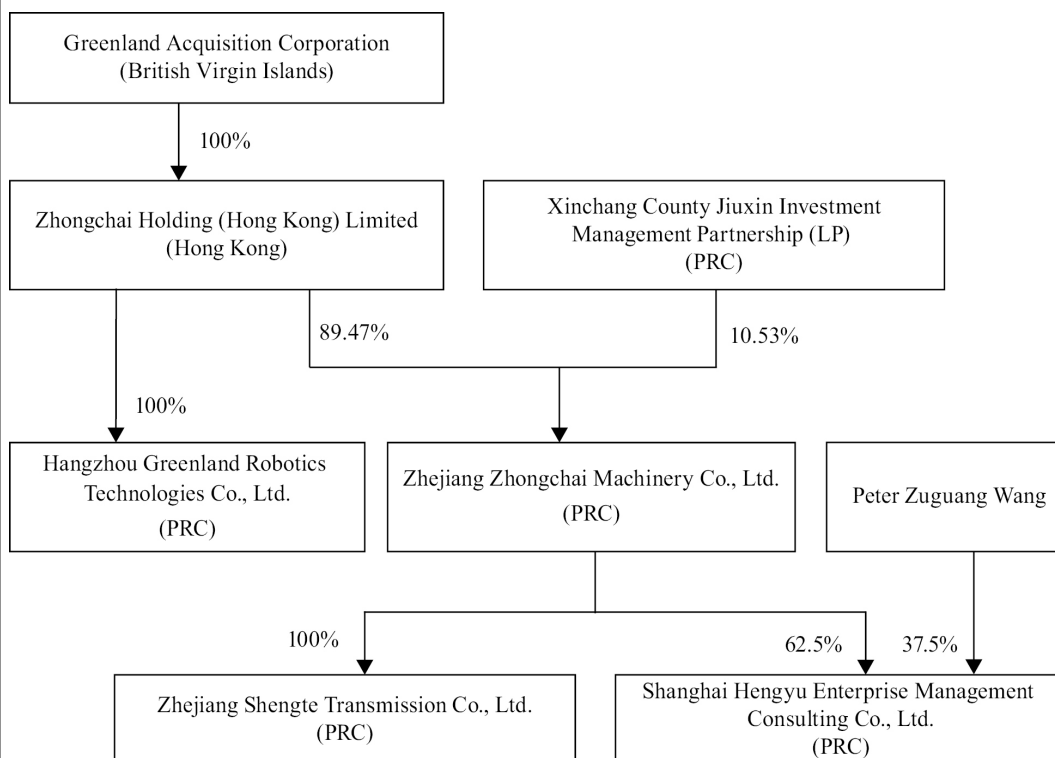 Greenland Acquisition Corporation
(British Virgin Islands)
100%
Zhongchai Holding (Hong Kong) Limited
(Hong Kong)
Xinchang County Jiuxin Investment
Management Partnership (LP)
(PRC)
89.47%
10.53%
100%
Hangzhou Greenland Robotics
Technologies Co., Ltd.
(PRC)
Zhejiang Zhongchai Machinery Co., Ltd.
(PRC)
Peter Zuguang Wang
100%
62.5%
37.5%
Zhejiang Shengte Transmission Co., Ltd.
(PRC)
Shanghai Hengyu Enterprise Management
Consulting Co., Ltd.
(PRC)